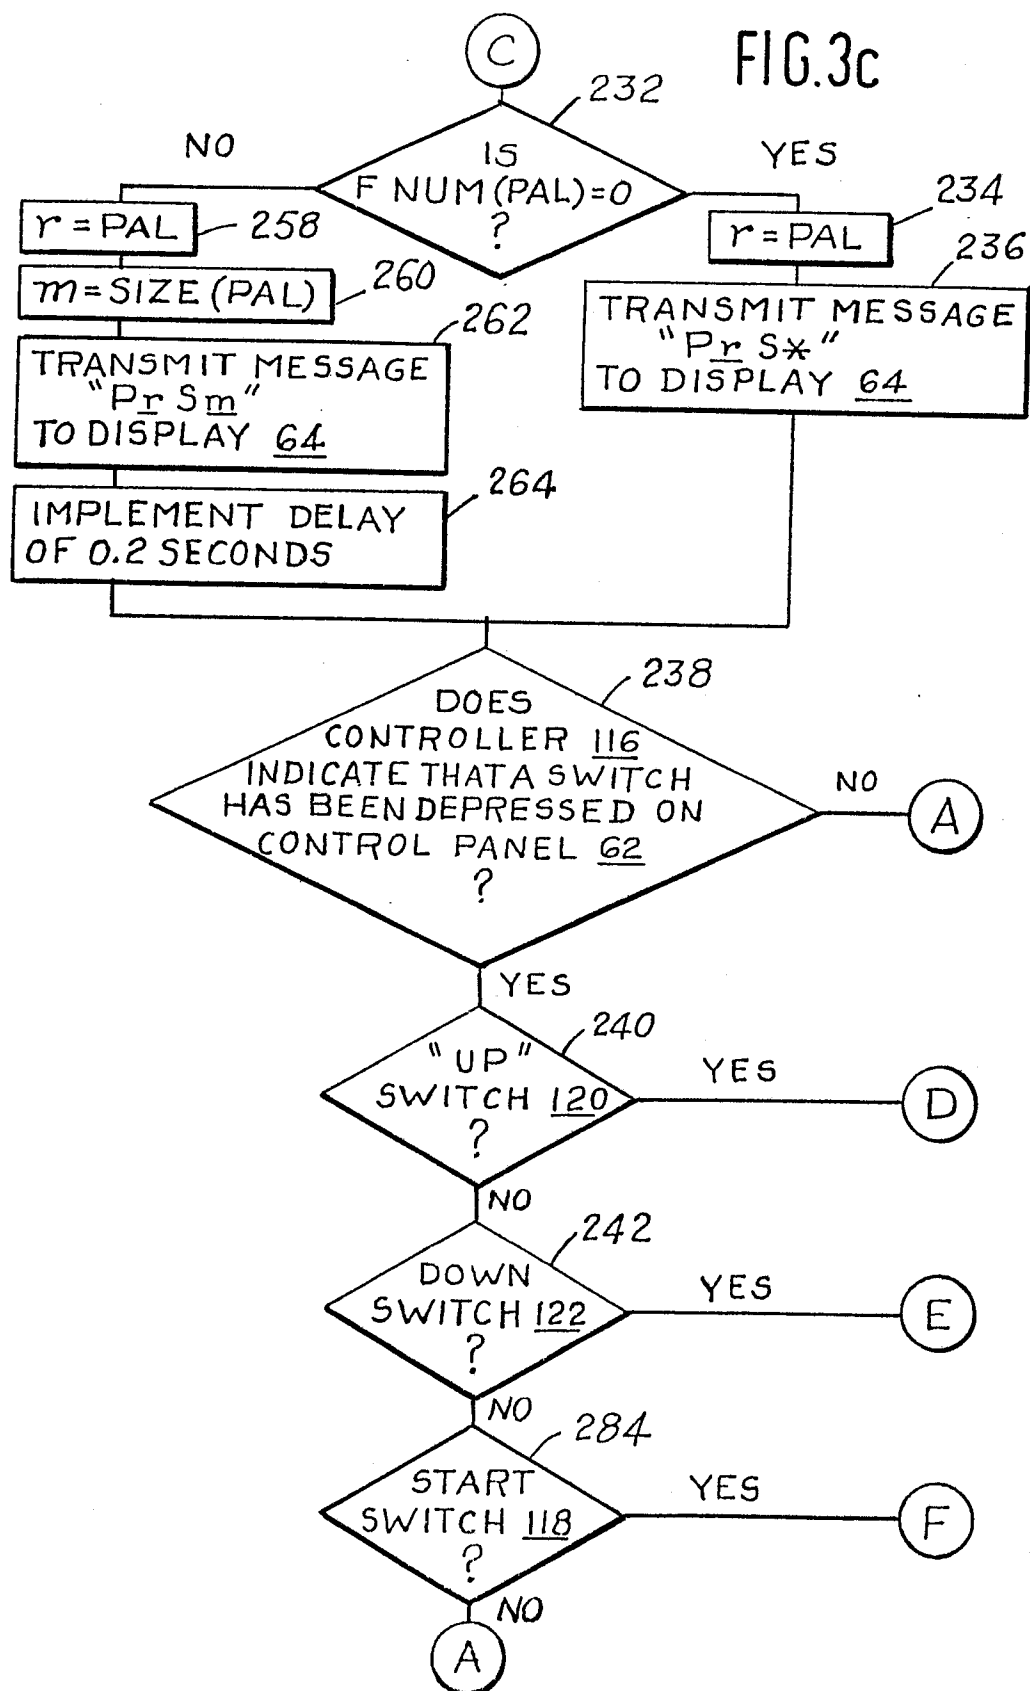 C
FIG.3c
232
NO
IS
F NUM(PAL)=0
?
YES
234
r=PAL
258
r=PAL
236
m=SIZE(PAL)
260
TRANSMIT MESSAGE
"Pr S*"
TO DISPLAY 64
262
TRANSMIT MESSAGE
"Pr Sm"
TO DISPLAY 64
264
IMPLEMENT DELAY
OF 0.2 SECONDS
238
DOES
CONTROLLER 116
INDICATE THAT A SWITCH
HAS BEEN DEPRESSED ON
CONTROL PANEL 62
?
NO
A
YES
240
"UP"
SWITCH 120
?
YES
D
NO
242
DOWN
SWITCH 122
?
YES
E
NO
284
START
SWITCH 118
?
YES
F
NO
A